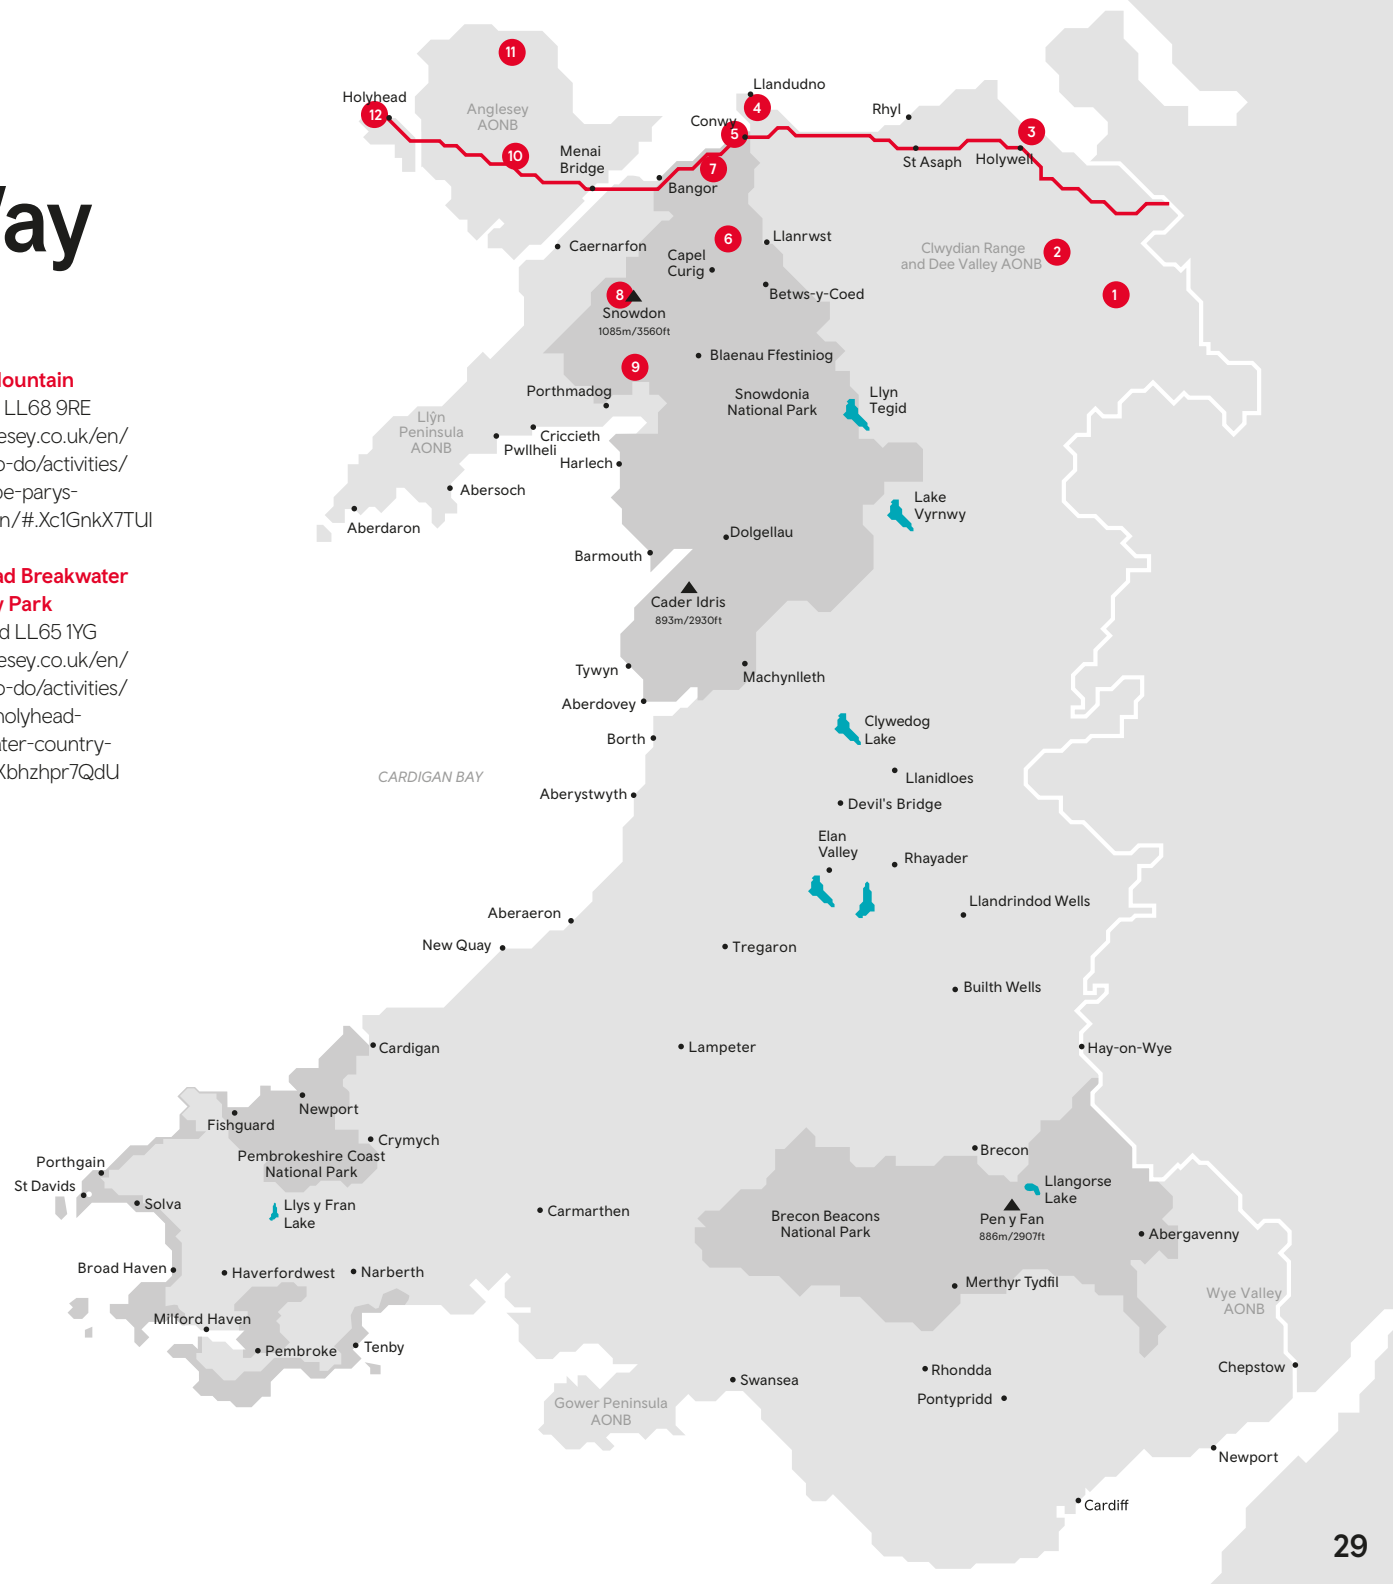 Way
Mountain
LL68 9RE
esey.co.uk/en/
o-do/activities/
pe-parys-
n/#.Xc1GnkX7TUI
ad Breakwater
y Park
d LL65 1YG
esey.co.uk/en/
o-do/activities/
holyhead-
ater-country-
Xbhzhpr7QdU
11
Holyhead
12
Anglesey
AONB
10
Menai
Bridge
Llandudno
4
Conwy
5
7
Bangor
Rhyl
3
St Asaph
Holywell
Caernarfon
6
Llanrwst
Capel
Curig
Clwydian Range
and Dee Valley AONB
2
1
Betws-y-Coed
8
Snowdon
1085m/3560ft
9
Blaenau Ffestiniog
Porthmadog
Snowdonia
National Park
Llyn
Tegid
Llŷn
Peninsula
AONB
Criccieth
Pwllheli
Harlech
Abersoch
Aberdaron
Lake
Vyrnwy
Dolgellau
Barmouth
Cader Idris
893m/2930ft
Tywyn
Machynlleth
Aberdovey
Borth
Clywedog
Lake
CARDIGAN BAY
Llanidloes
Aberystwyth
Devil's Bridge
Elan
Valley
Rhayader
Llandrindod Wells
Aberaeron
New Quay
Tregaron
Builth Wells
Cardigan
Lampeter
Hay-on-Wye
Newport
Fishguard
Crymych
Pembrokeshire Coast
National Park
Porthgain
St Davids
Solva
Llys y Fran
Lake
Carmarthen
Brecon
Llangorse
Lake
Brecon Beacons
National Park
Pen y Fan
886m/2907ft
Abergavenny
Broad Haven
Haverfordwest
Narberth
Merthyr Tydfil
Wye Valley
AONB
Milford Haven
Pembroke
Tenby
Chepstow
Rhondda
Swansea
Pontypridd
Gower Peninsula
AONB
Newport
Cardiff
29